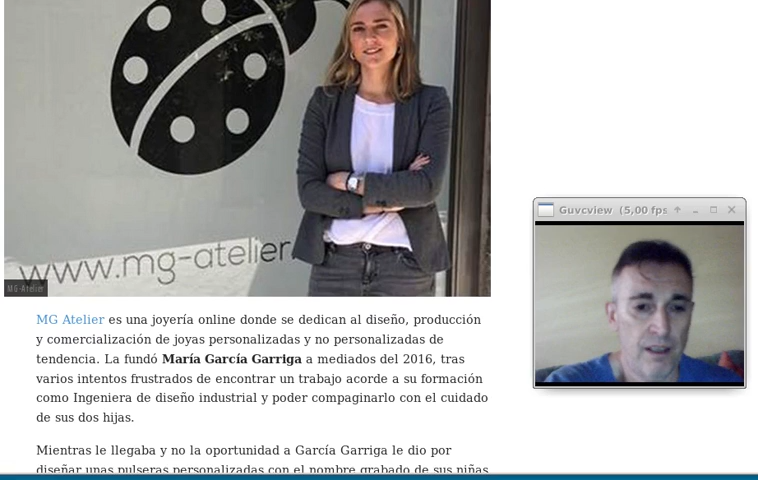 www.mg-atelier
MG-Atelier
Guvcview (5,00 fps
MG Atelier es una joyería online donde se dedican al diseño, producción
y comercialización de joyas personalizadas y no personalizadas de
tendencia. La fundó María García Garriga a mediados del 2016, tras
varios intentos frustrados de encontrar un trabajo acorde a su formación
como Ingeniera de diseño industrial y poder compaginarlo con el cuidado
de sus dos hijas.
Mientras le llegaba y no la oportunidad a García Garriga le dio por
diseñar unas pulseras personalizadas con el nombre grabado de sus niñas